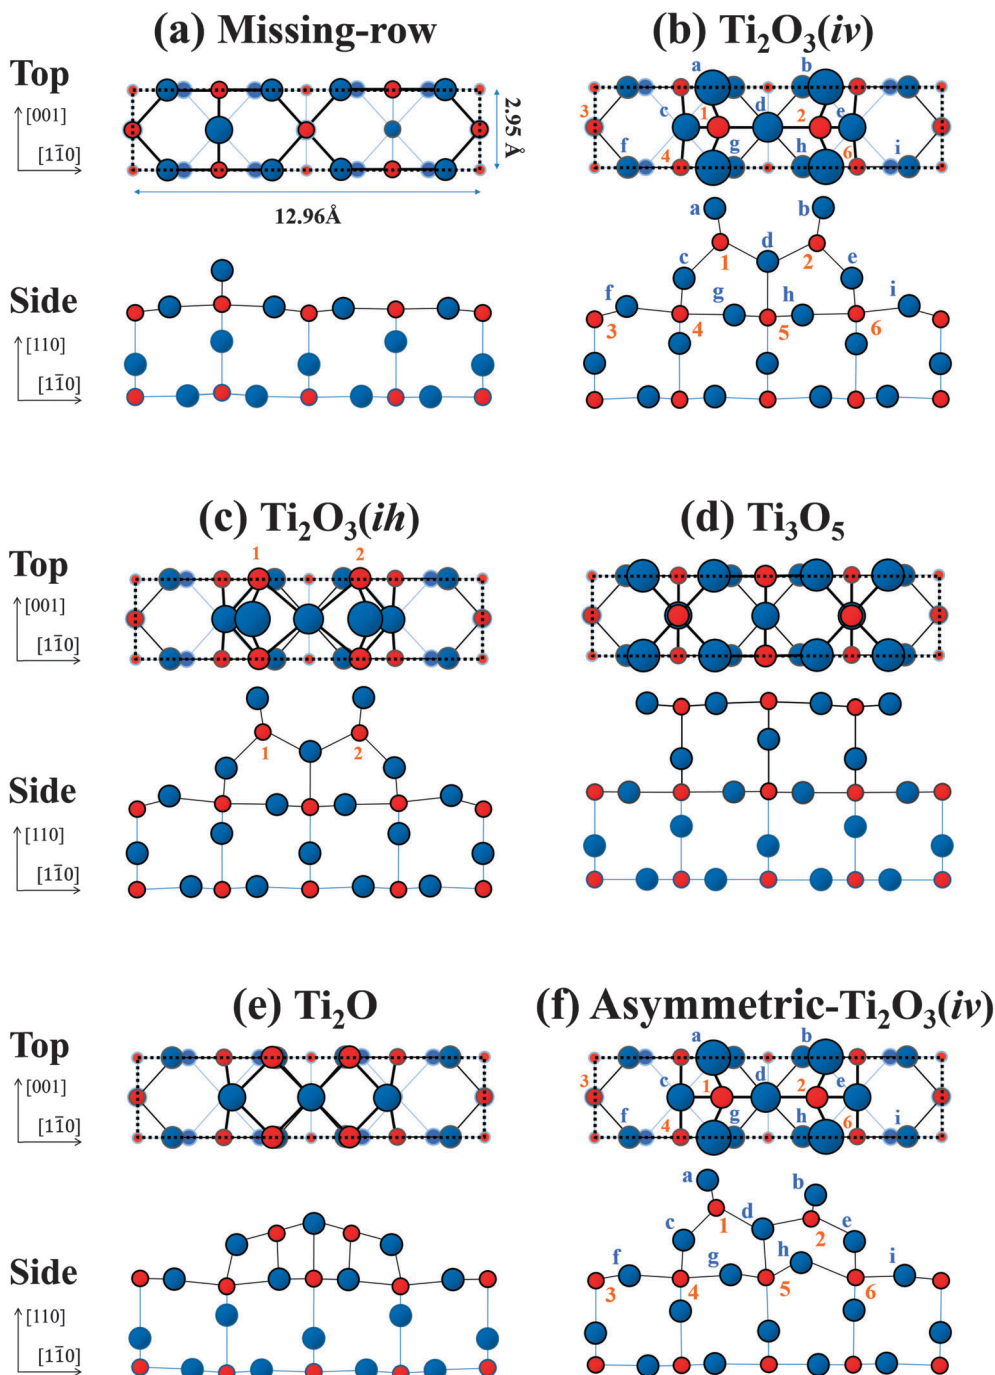 (a) Missing-row
(b) Ti₂O₃(iv)
Top
[001]
[11̄0]
2.95 Å
12.96Å
a b
c d e
3 1 2
f g h i
4 6
Side
[110]
[11̄0]
a b
d
1 2
c e
f g h i
3 4 5 6
(c) Ti₂O₃(ih)
(d) Ti₃O₅
Top
[001]
[11̄0]
1 2
Side
[110]
[11̄0]
1 2
(e) Ti₂O
(f) Asymmetric-Ti₂O₃(iv)
Top
[001]
[11̄0]
a b
c d e
3 1 2
f g h i
4 6
Side
[110]
[11̄0]
a b
1 d 2
c e
f g h i
3 4 5 6